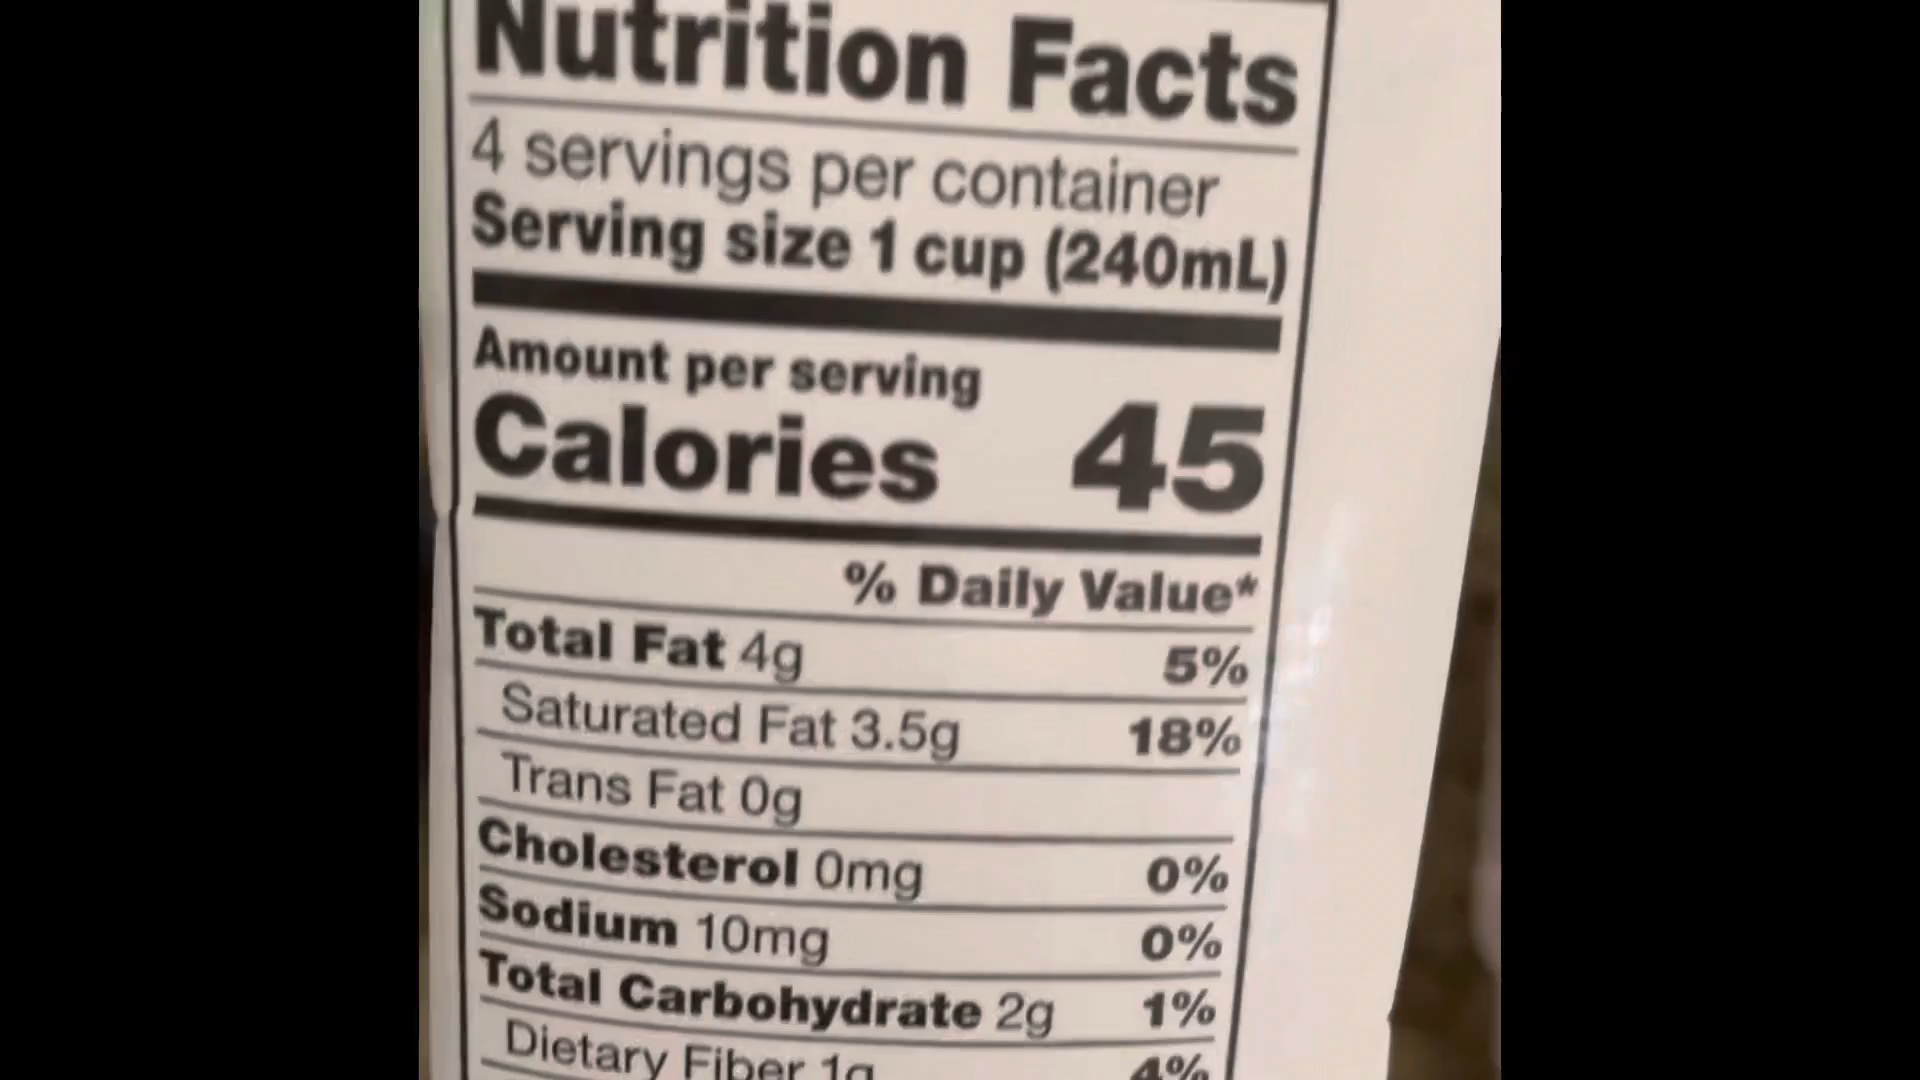 Nutrition Facts
4 servings per container
Serving size 1 cup (240mL)
Amount per serving
Calories 45
% Daily Value*
Total Fat 4g 5%
Saturated Fat 3.5g 18%
Trans Fat 0g
Cholesterol 0mg 0%
Sodium 10mg 0%
Total Carbohydrate 2g 1%
Dietary Fiber 1g 4%